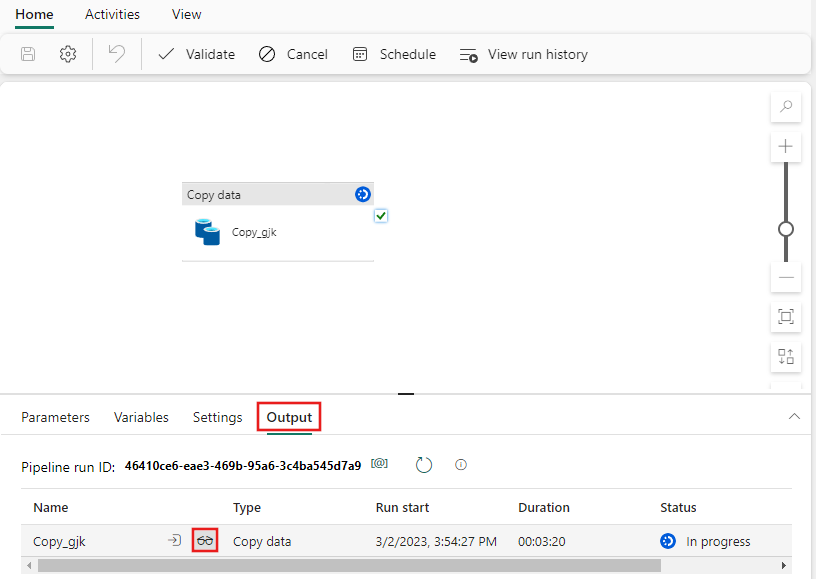 Home Activities View
Validate Cancel Schedule View run history
Copy data
Copy_gjk
Parameters Variables Settings Output
Pipeline run ID: 46410ce6-eae3-469b-95a6-3c4ba545d7a9 [@]
Name Type Run start Duration Status
Copy_gjk Copy data 3/2/2023, 3:54:27 PM 00:03:20 In progress